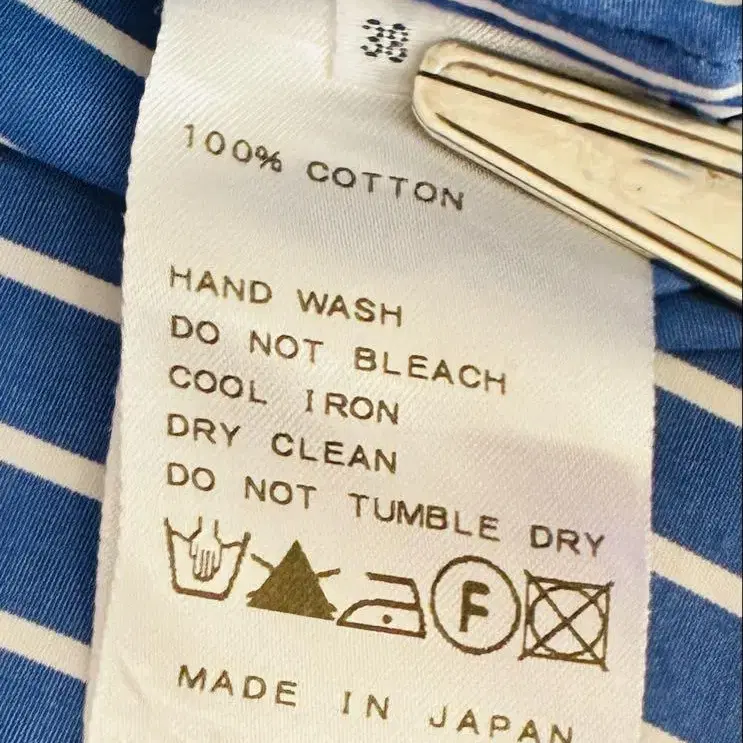 38
100% COTTON
HAND WASH
DO NOT BLEACH
COOL IRON
DRY CLEAN
DO NOT TUMBLE DRY
F
MADE IN JAPAN